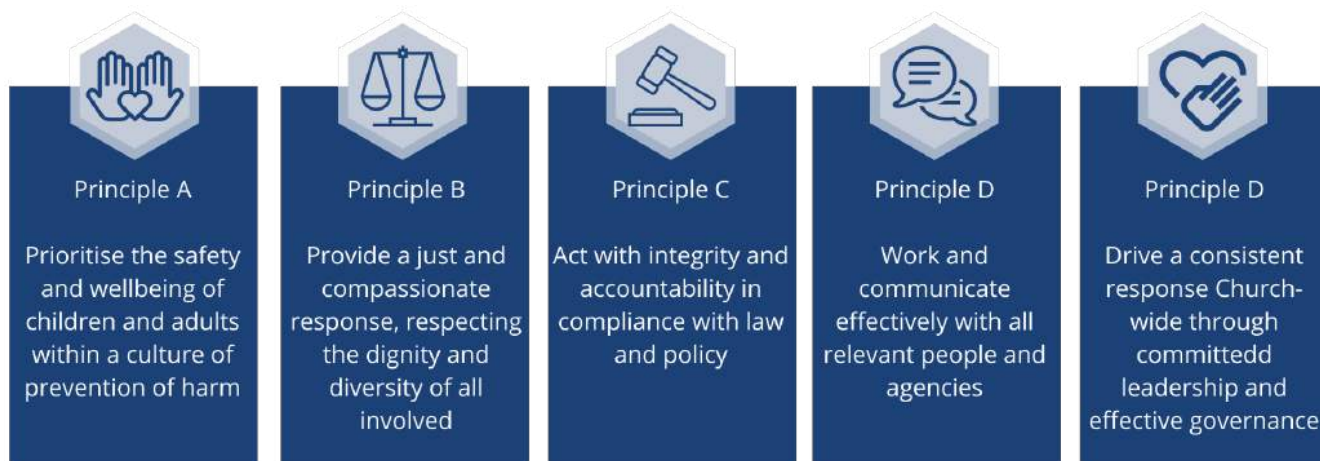 Principle A
Prioritise the safety
and wellbeing of
children and adults
within a culture of
prevention of harm
Principle B
Provide a just and
compassionate
response, respecting
the dignity and
diversity of all
involved
Principle C
Act with integrity and
accountability in
compliance with law
and policy
Principle D
Work and
communicate
effectively with all
relevant people and
agencies
Principle D
Drive a consistent
response Church-
wide through
committedd
leadership and
effective governance